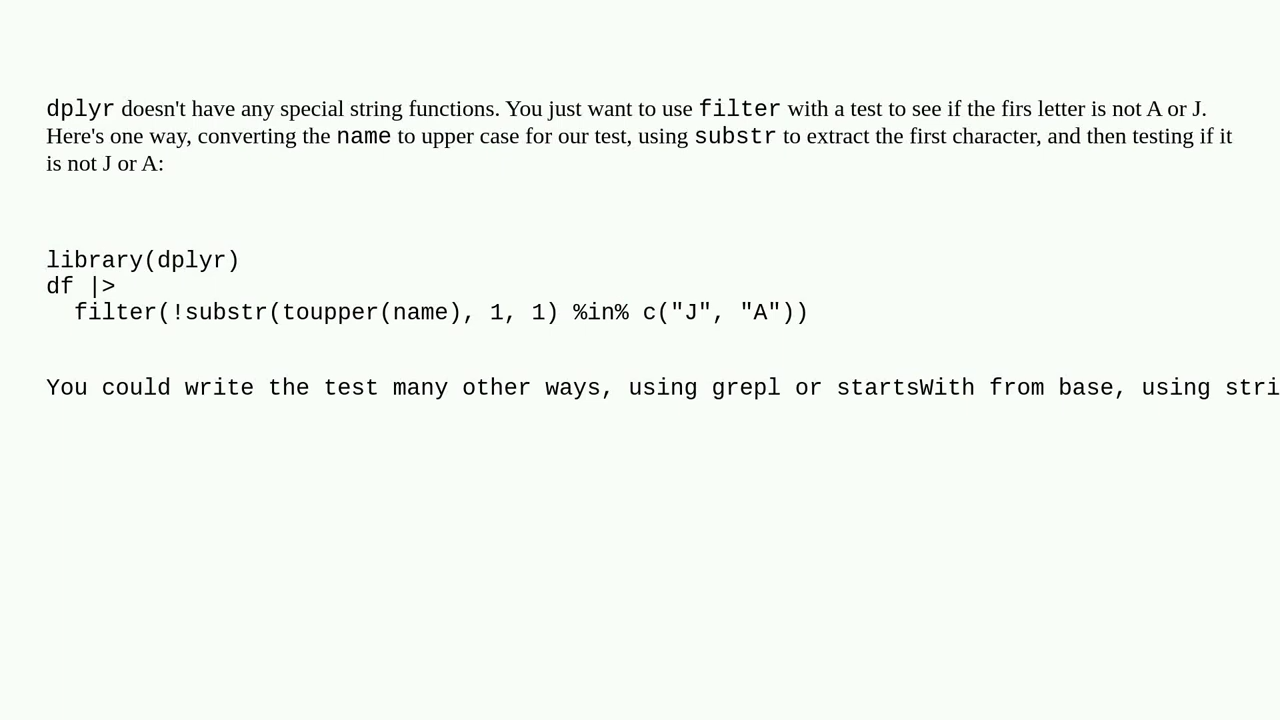 dplyr doesn't have any special string functions. You just want to use filter with a test to see if the firs letter is not A or J.
Here's one way, converting the name to upper case for our test, using substr to extract the first character, and then testing if it
is not J or A:
library(dplyr)
df |>
  filter(!substr(toupper(name), 1, 1) %in% c("J", "A"))
You could write the test many other ways, using grepl or startsWith from base, using stri